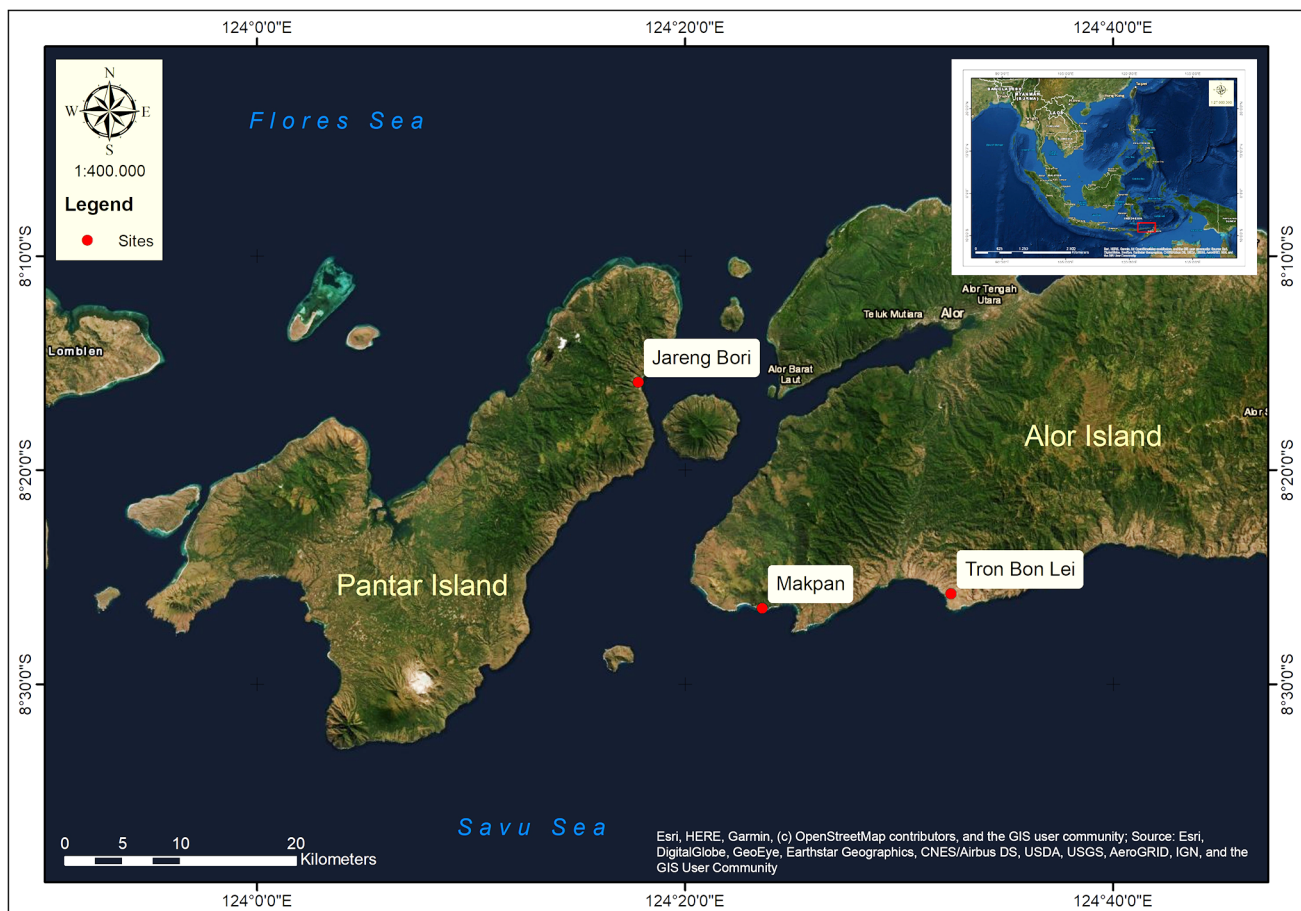 124°0'0"E
124°20'0"E
124°40'0"E
N
W
E
S
1:400.000
Legend
Sites
Flores Sea
8°10'0"S
8°10'0"S
Alor Tengah
Utara
Teluk Mutiara
Alor
Lomblen
Jareng Bori
Alor Barat
Laut
Alor Island
8°20'0"S
8°20'0"S
Tron Bon Lei
Makpan
Pantar Island
8°30'0"S
8°30'0"S
Savu Sea
0
5
10
20
Kilometers
Esri, HERE, Garmin, (c) OpenStreetMap contributors, and the GIS user community; Source: Esri,
DigitalGlobe, GeoEye, Earthstar Geographics, CNES/Airbus DS, USDA, USGS, AeroGRID, IGN, and the
GIS User Community
124°0'0"E
124°20'0"E
124°40'0"E